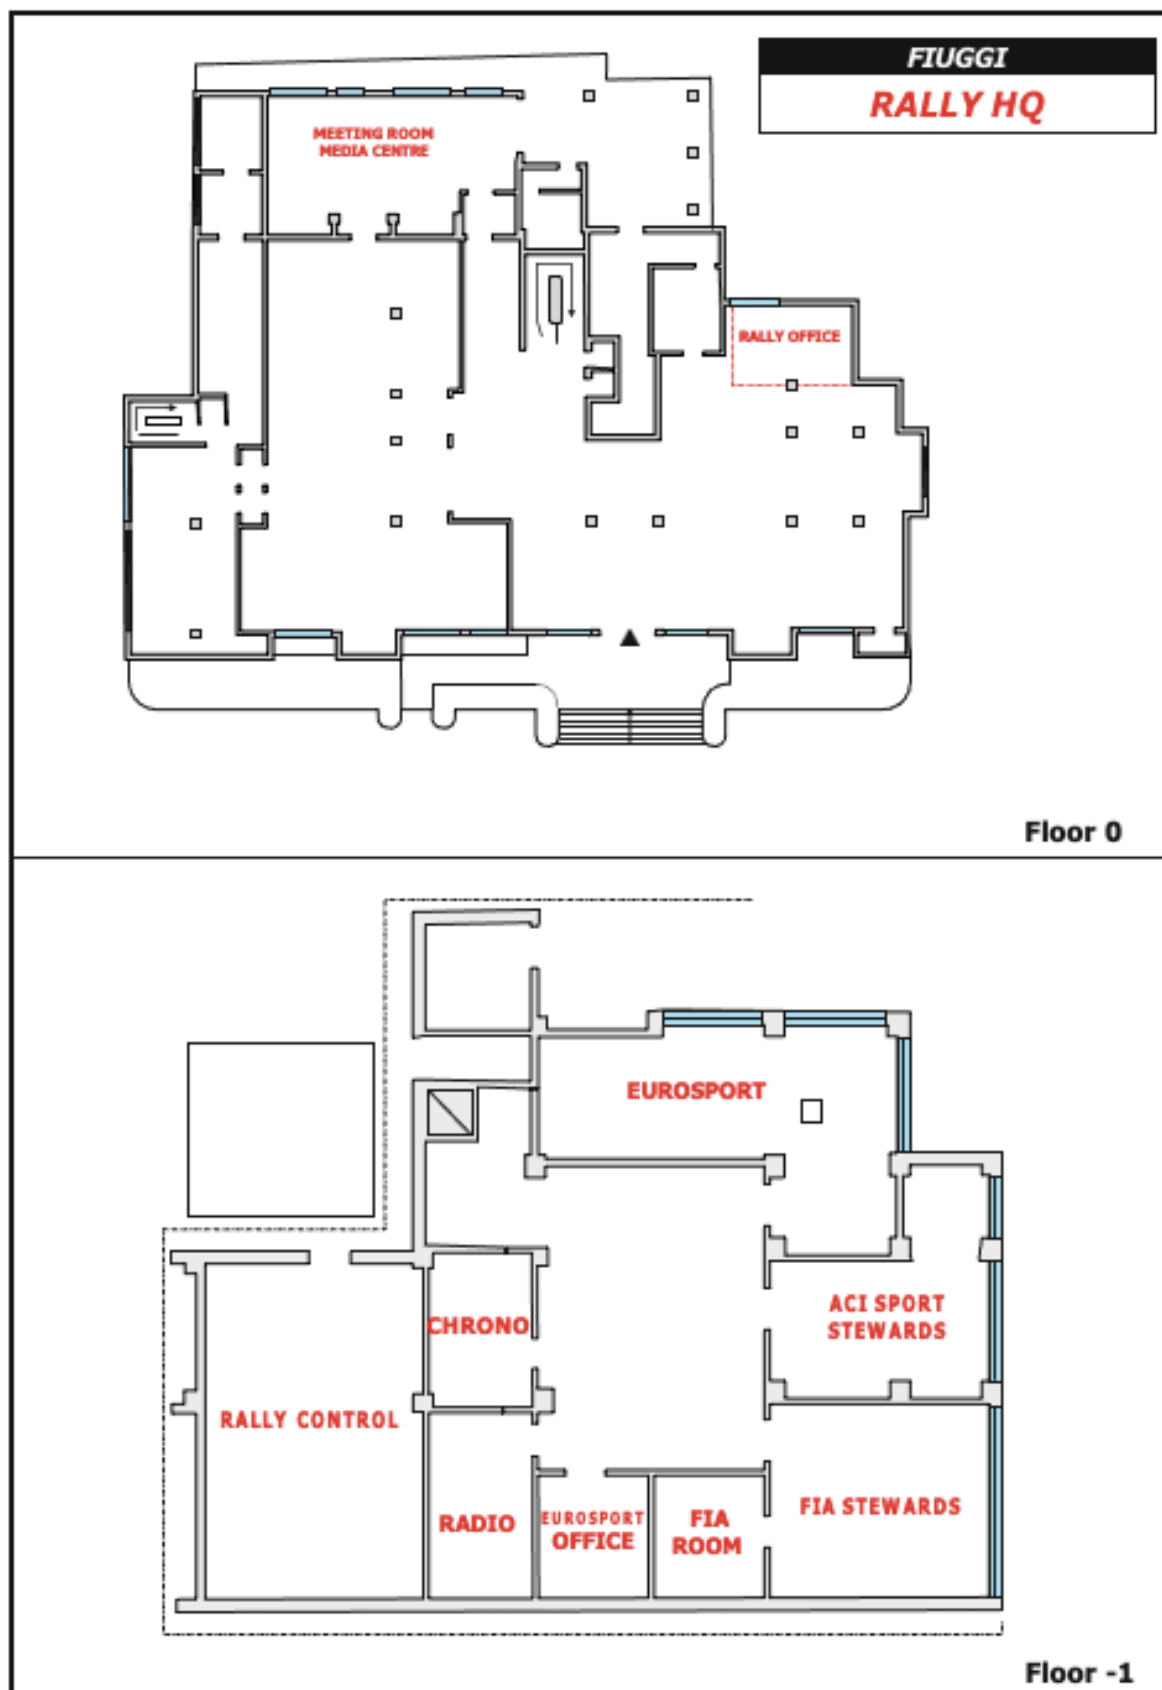 FIUGGI
RALLY HQ
MEETING ROOM
MEDIA CENTRE
RALLY OFFICE
Floor 0
EUROSPORT
ACI SPORT
STEWARDS
CHRONO
RALLY CONTROL
RADIO
EUROSPORT
OFFICE
FIA
ROOM
FIA STEWARDS
Floor -1